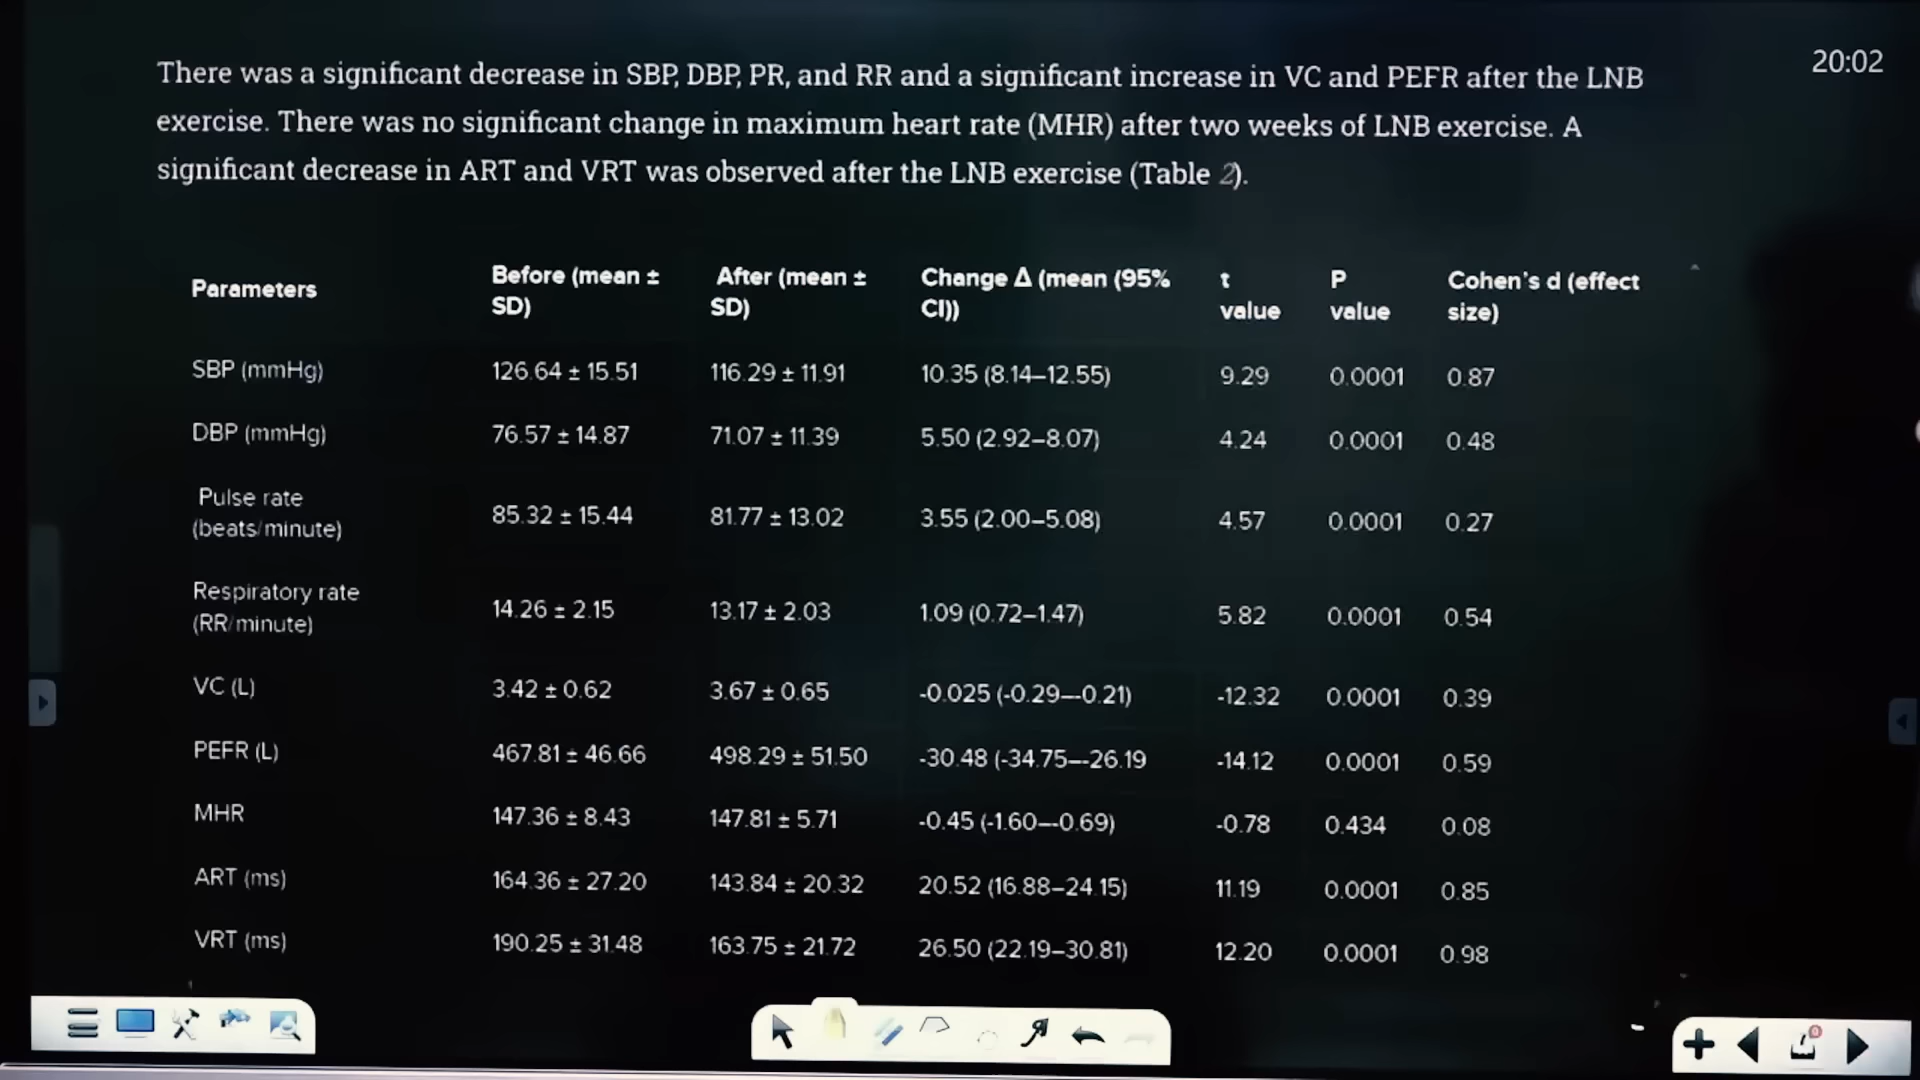 20:02
There was a significant decrease in SBP, DBP, PR, and RR and a significant increase in VC and PEFR after the LNB
exercise. There was no significant change in maximum heart rate (MHR) after two weeks of LNB exercise. A
significant decrease in ART and VRT was observed after the LNB exercise (Table 2).
Parameters Before (mean ± SD) After (mean ± SD) Change Δ (mean (95% CI)) t value P value Cohen's d (effect size)
SBP (mmHg) 126.64 ± 15.51 116.29 ± 11.91 10.35 (8.14–12.55) 9.29 0.0001 0.87
DBP (mmHg) 76.57 ± 14.87 71.07 ± 11.39 5.50 (2.92–8.07) 4.24 0.0001 0.48
Pulse rate (beats/minute) 85.32 ± 15.44 81.77 ± 13.02 3.55 (2.00–5.08) 4.57 0.0001 0.27
Respiratory rate (RR/minute) 14.26 ± 2.15 13.17 ± 2.03 1.09 (0.72–1.47) 5.82 0.0001 0.54
VC (L) 3.42 ± 0.62 3.67 ± 0.65 -0.025 (-0.29–-0.21) -12.32 0.0001 0.39
PEFR (L) 467.81 ± 46.66 498.29 ± 51.50 -30.48 (-34.75–-26.19 -14.12 0.0001 0.59
MHR 147.36 ± 8.43 147.81 ± 5.71 -0.45 (-1.60–-0.69) -0.78 0.434 0.08
ART (ms) 164.36 ± 27.20 143.84 ± 20.32 20.52 (16.88–24.15) 11.19 0.0001 0.85
VRT (ms) 190.25 ± 31.48 163.75 ± 21.72 26.50 (22.19–30.81) 12.20 0.0001 0.98